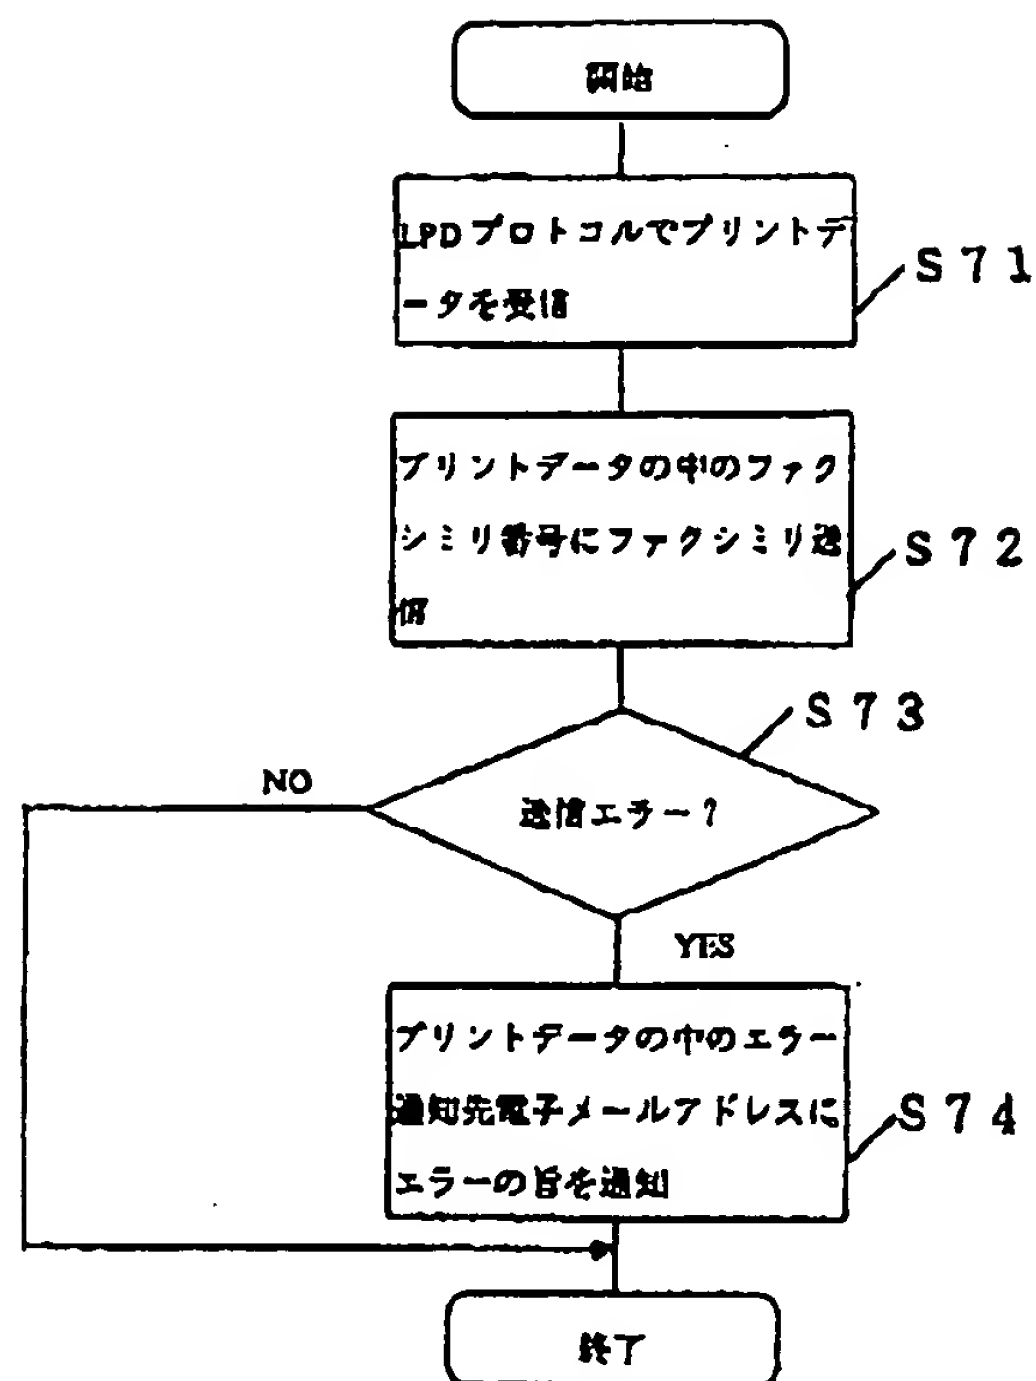 開始
LPDプロトコルでプリントデ
ータを受信
S71
プリントデータの中のファク
シミリ番号にファクシミリ送
信
S72
S73
NO
送信エラー?
YES
プリントデータの中のエラー
通知先電子メールアドレスに
エラーの旨を通知
S74
終了